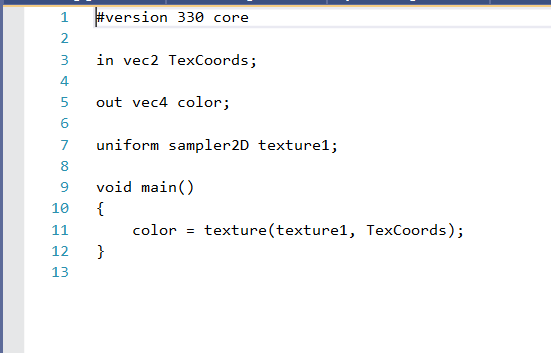 1 #version 330 core
2
3 in vec2 TexCoords;
4
5 out vec4 color;
6
7 uniform sampler2D texture1;
8
9 void main()
10 {
11     color = texture(texture1, TexCoords);
12 }
13